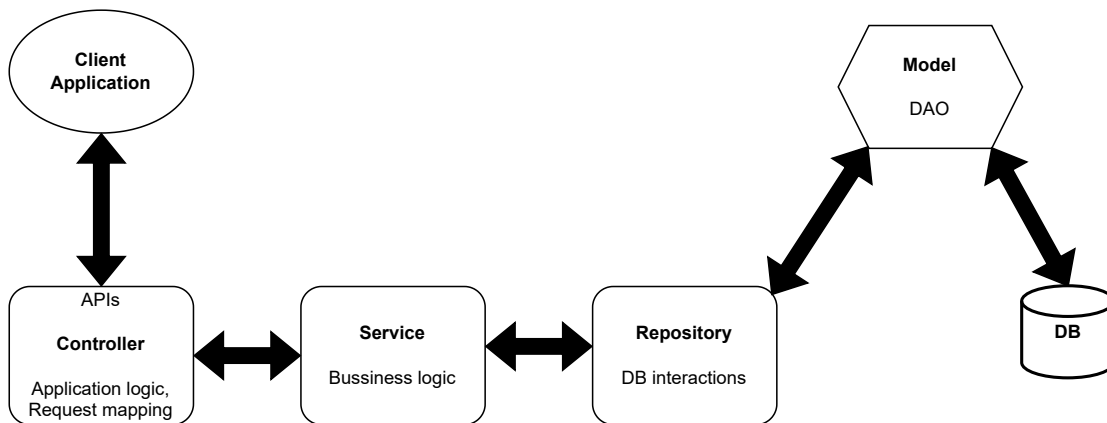 Client
Application
Model
DAO
APIs
Controller
Application logic,
Request mapping
Service
Bussiness logic
Repository
DB interactions
DB